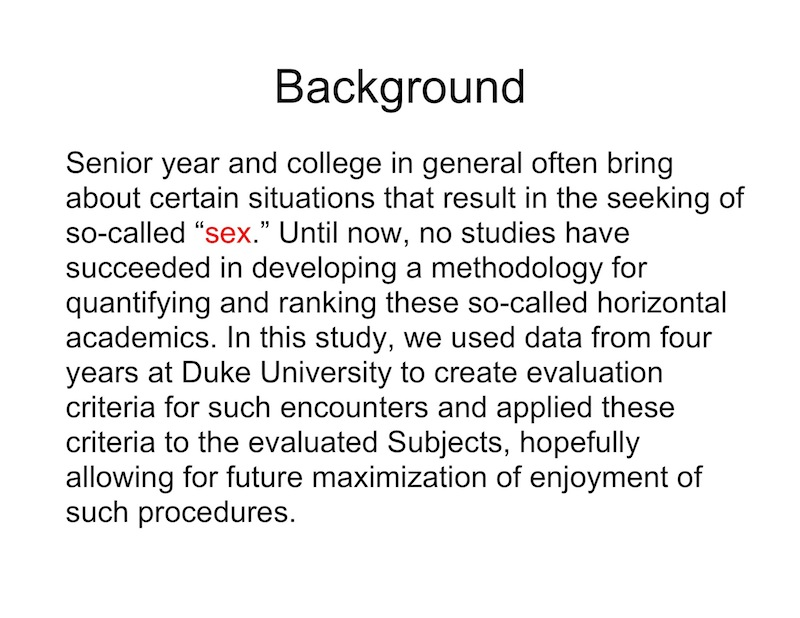 Background
Senior year and college in general often bring
about certain situations that result in the seeking of
so-called “sex.” Until now, no studies have
succeeded in developing a methodology for
quantifying and ranking these so-called horizontal
academics. In this study, we used data from four
years at Duke University to create evaluation
criteria for such encounters and applied these
criteria to the evaluated Subjects, hopefully
allowing for future maximization of enjoyment of
such procedures.